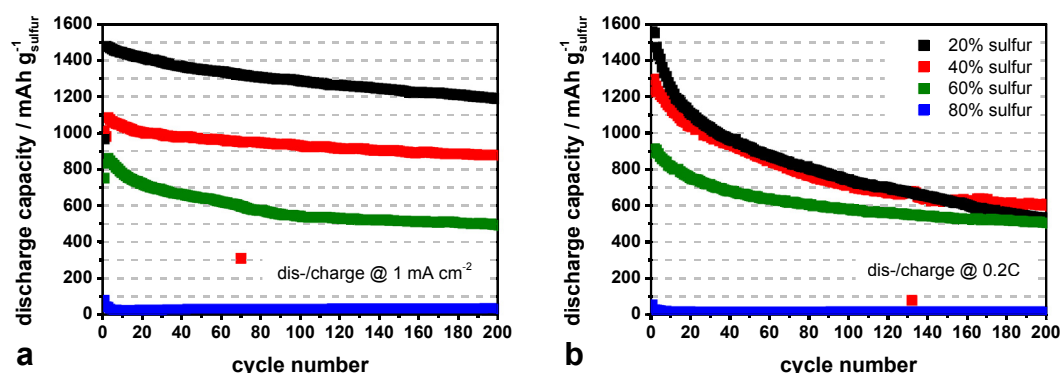 discharge capacity / mAh g⁻¹sulfur
1600
1400
1200
1000
800
600
400
200
0
dis-/charge @ 1 mA cm⁻²
0 20 40 60 80 100 120 140 160 180 200
cycle number
a
discharge capacity / mAh g⁻¹sulfur
1600
1400
1200
1000
800
600
400
200
0
20% sulfur
40% sulfur
60% sulfur
80% sulfur
dis-/charge @ 0.2C
0 20 40 60 80 100 120 140 160 180 200
cycle number
b